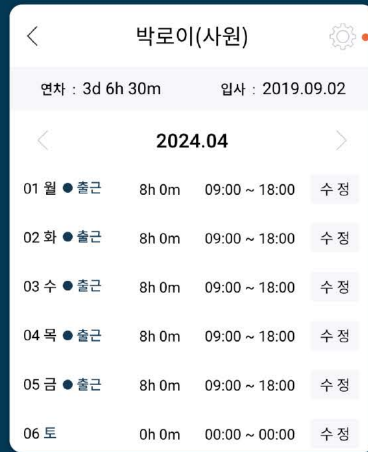 박로이(사원)
연차 : 3d 6h 30m 입사 : 2019.09.02
2024.04
01 월 ● 출근 8h 0m 09:00 ~ 18:00 수정
02 화 ● 출근 8h 0m 09:00 ~ 18:00 수정
03 수 ● 출근 8h 0m 09:00 ~ 18:00 수정
04 목 ● 출근 8h 0m 09:00 ~ 18:00 수정
05 금 ● 출근 8h 0m 09:00 ~ 18:00 수정
06 토 0h 0m 00:00 ~ 00:00 수정